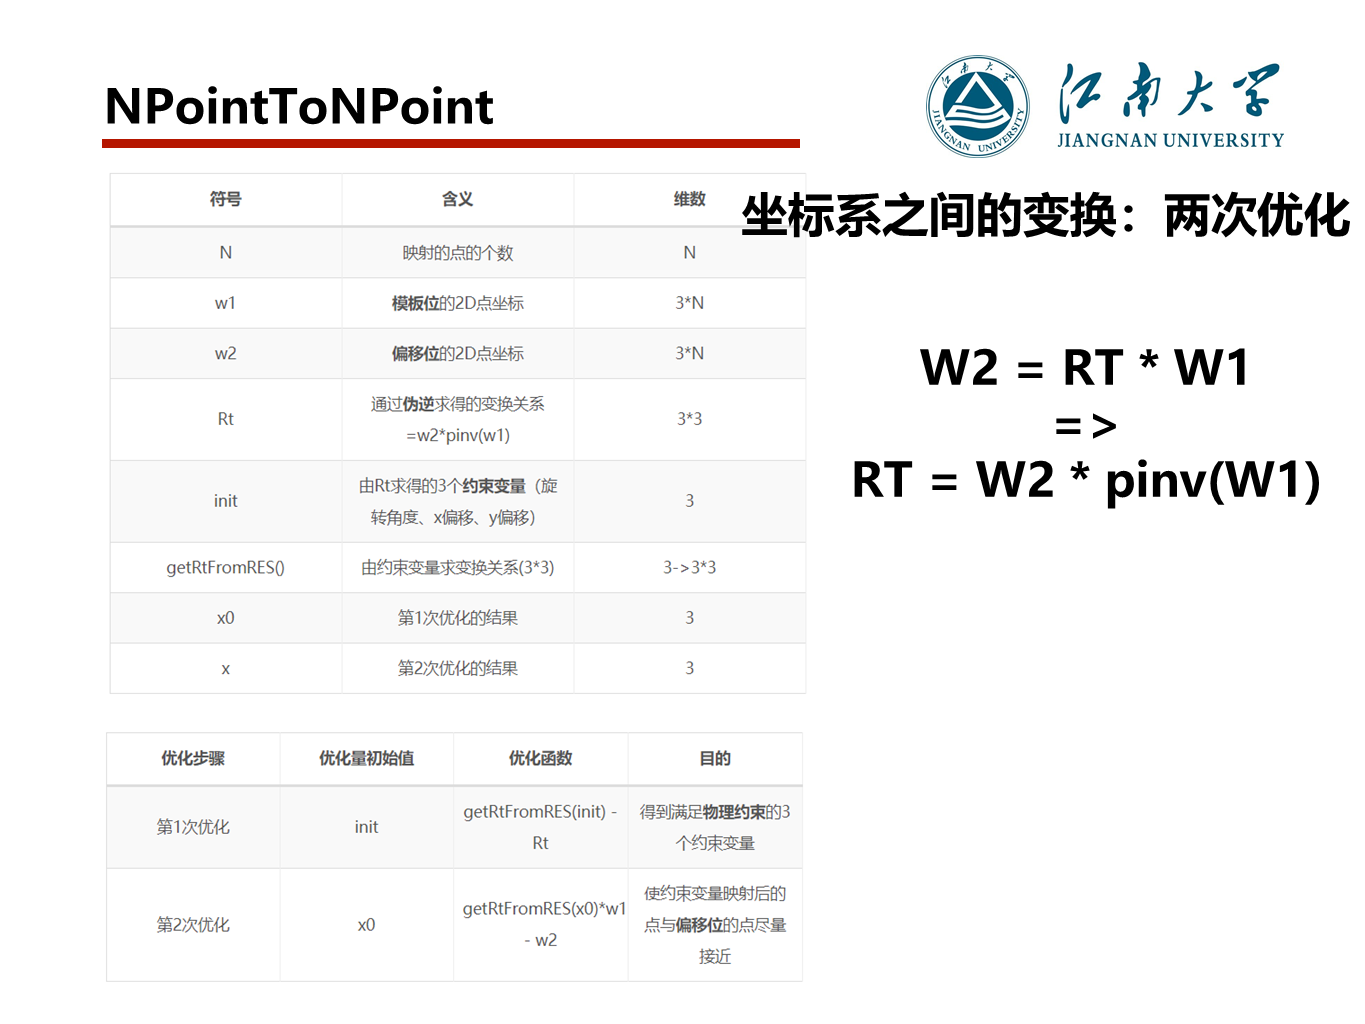 NPointToNPoint
江南大学
JIANGNAN UNIVERSITY
JIANGNAN UNIVERSITY
江南大学
坐标系之间的变换：两次优化
符号 含义 维数
N 映射的点的个数 N
w1 模板位的2D点坐标 3*N
w2 偏移位的2D点坐标 3*N
Rt 通过伪逆求得的变换关系 3*3
=w2*pinv(w1)
init 由Rt求得的3个约束变量（旋 3
转角度、x偏移、y偏移）
getRtFromRES() 由约束变量求变换关系(3*3) 3->3*3
x0 第1次优化的结果 3
x 第2次优化的结果 3
W2 = RT * W1
=>
RT = W2 * pinv(W1)
优化步骤 优化量初始值 优化函数 目的
第1次优化 init getRtFromRES(init) - 得到满足物理约束的3
Rt 个约束变量
第2次优化 x0 getRtFromRES(x0)*w1 使约束变量映射后的
- w2 点与偏移位的点尽量
接近